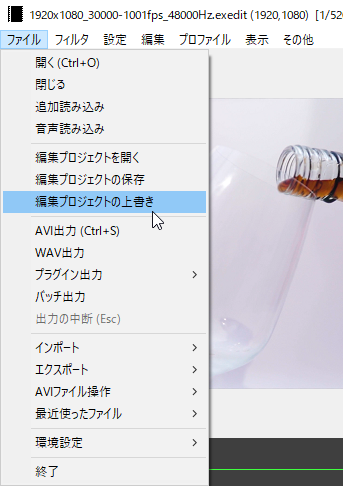 1920x1080_30000-1001fps_48000Hz.exedit (1920,1080) [1/520
ファイル フィルタ 設定 編集 プロファイル 表示 その他
開く(Ctrl+O)
閉じる
追加読み込み
音声読み込み
編集プロジェクトを開く
編集プロジェクトの保存
編集プロジェクトの上書き
AVI出力 (Ctrl+S)
WAV出力
プラグイン出力
バッチ出力
出力の中断 (Esc)
インポート
エクスポート
AVIファイル操作
最近使ったファイル
環境設定
終了